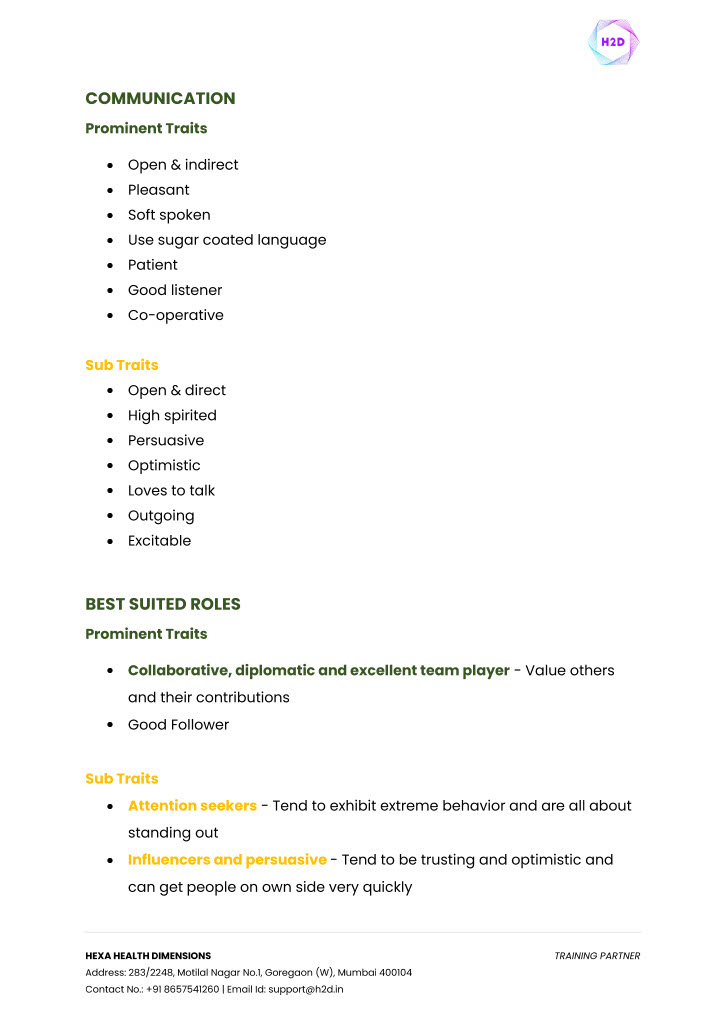 H2D
COMMUNICATION
Prominent Traits
• Open & indirect
• Pleasant
• Soft spoken
• Use sugar coated language
• Patient
• Good listener
• Co-operative
Sub Traits
• Open & direct
• High spirited
• Persuasive
• Optimistic
• Loves to talk
• Outgoing
• Excitable
BEST SUITED ROLES
Prominent Traits
• Collaborative, diplomatic and excellent team player - Value others
and their contributions
• Good Follower
Sub Traits
• Attention seekers - Tend to exhibit extreme behavior and are all about
standing out
• Influencers and persuasive - Tend to be trusting and optimistic and
can get people on own side very quickly
HEXA HEALTH DIMENSIONS TRAINING PARTNER
Address: 283/2248, Motilal Nagar No.1, Goregaon (W), Mumbai 400104
Contact No.: +91 8657541260 | Email Id: support@h2d.in